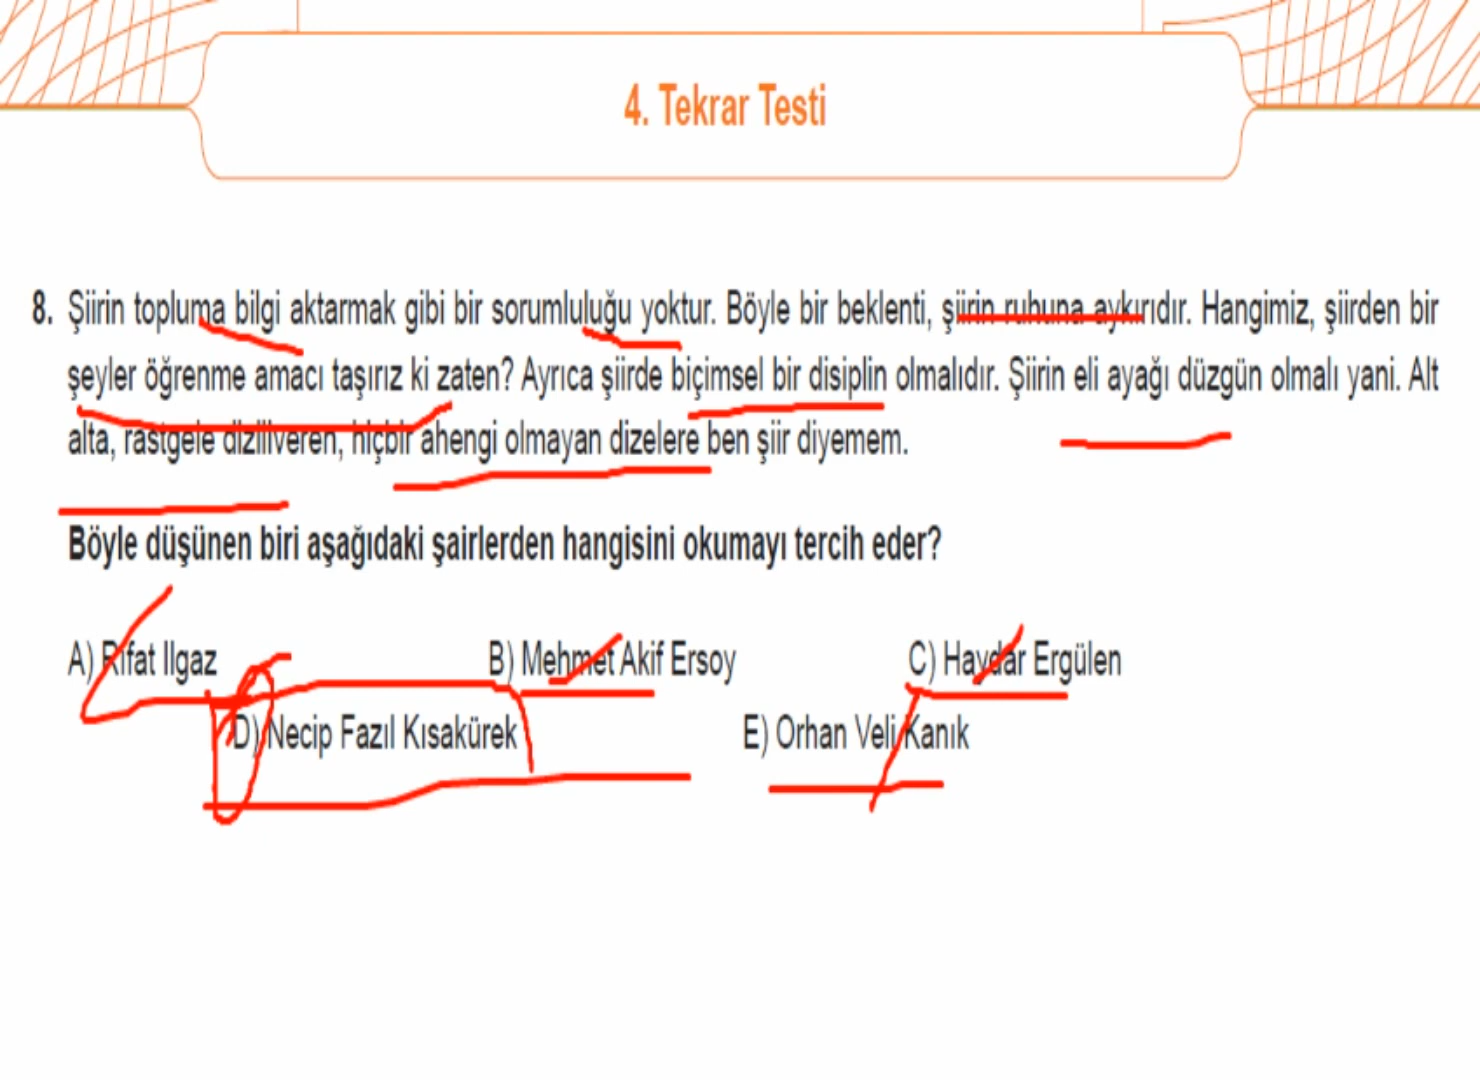 4. Tekrar Testi
8. Şiirin topluma bilgi aktarmak gibi bir sorumluluğu yoktur. Böyle bir beklenti, şiirin ruhuna aykırıdır. Hangimiz, şiirden bir
şeyler öğrenme amacı taşırız ki zaten? Ayrıca şiirde biçimsel bir disiplin olmalıdır. Şiirin eli ayağı düzgün olmalı yani. Alt
alta, rastgele diziliveren, hiçbir ahengi olmayan dizelere ben şiir diyemem.
Böyle düşünen biri aşağıdaki şairlerden hangisini okumayı tercih eder?
A) Rıfat Ilgaz B) Mehmet Akif Ersoy C) Haydar Ergülen
D) Necip Fazıl Kısakürek E) Orhan Veli Kanık